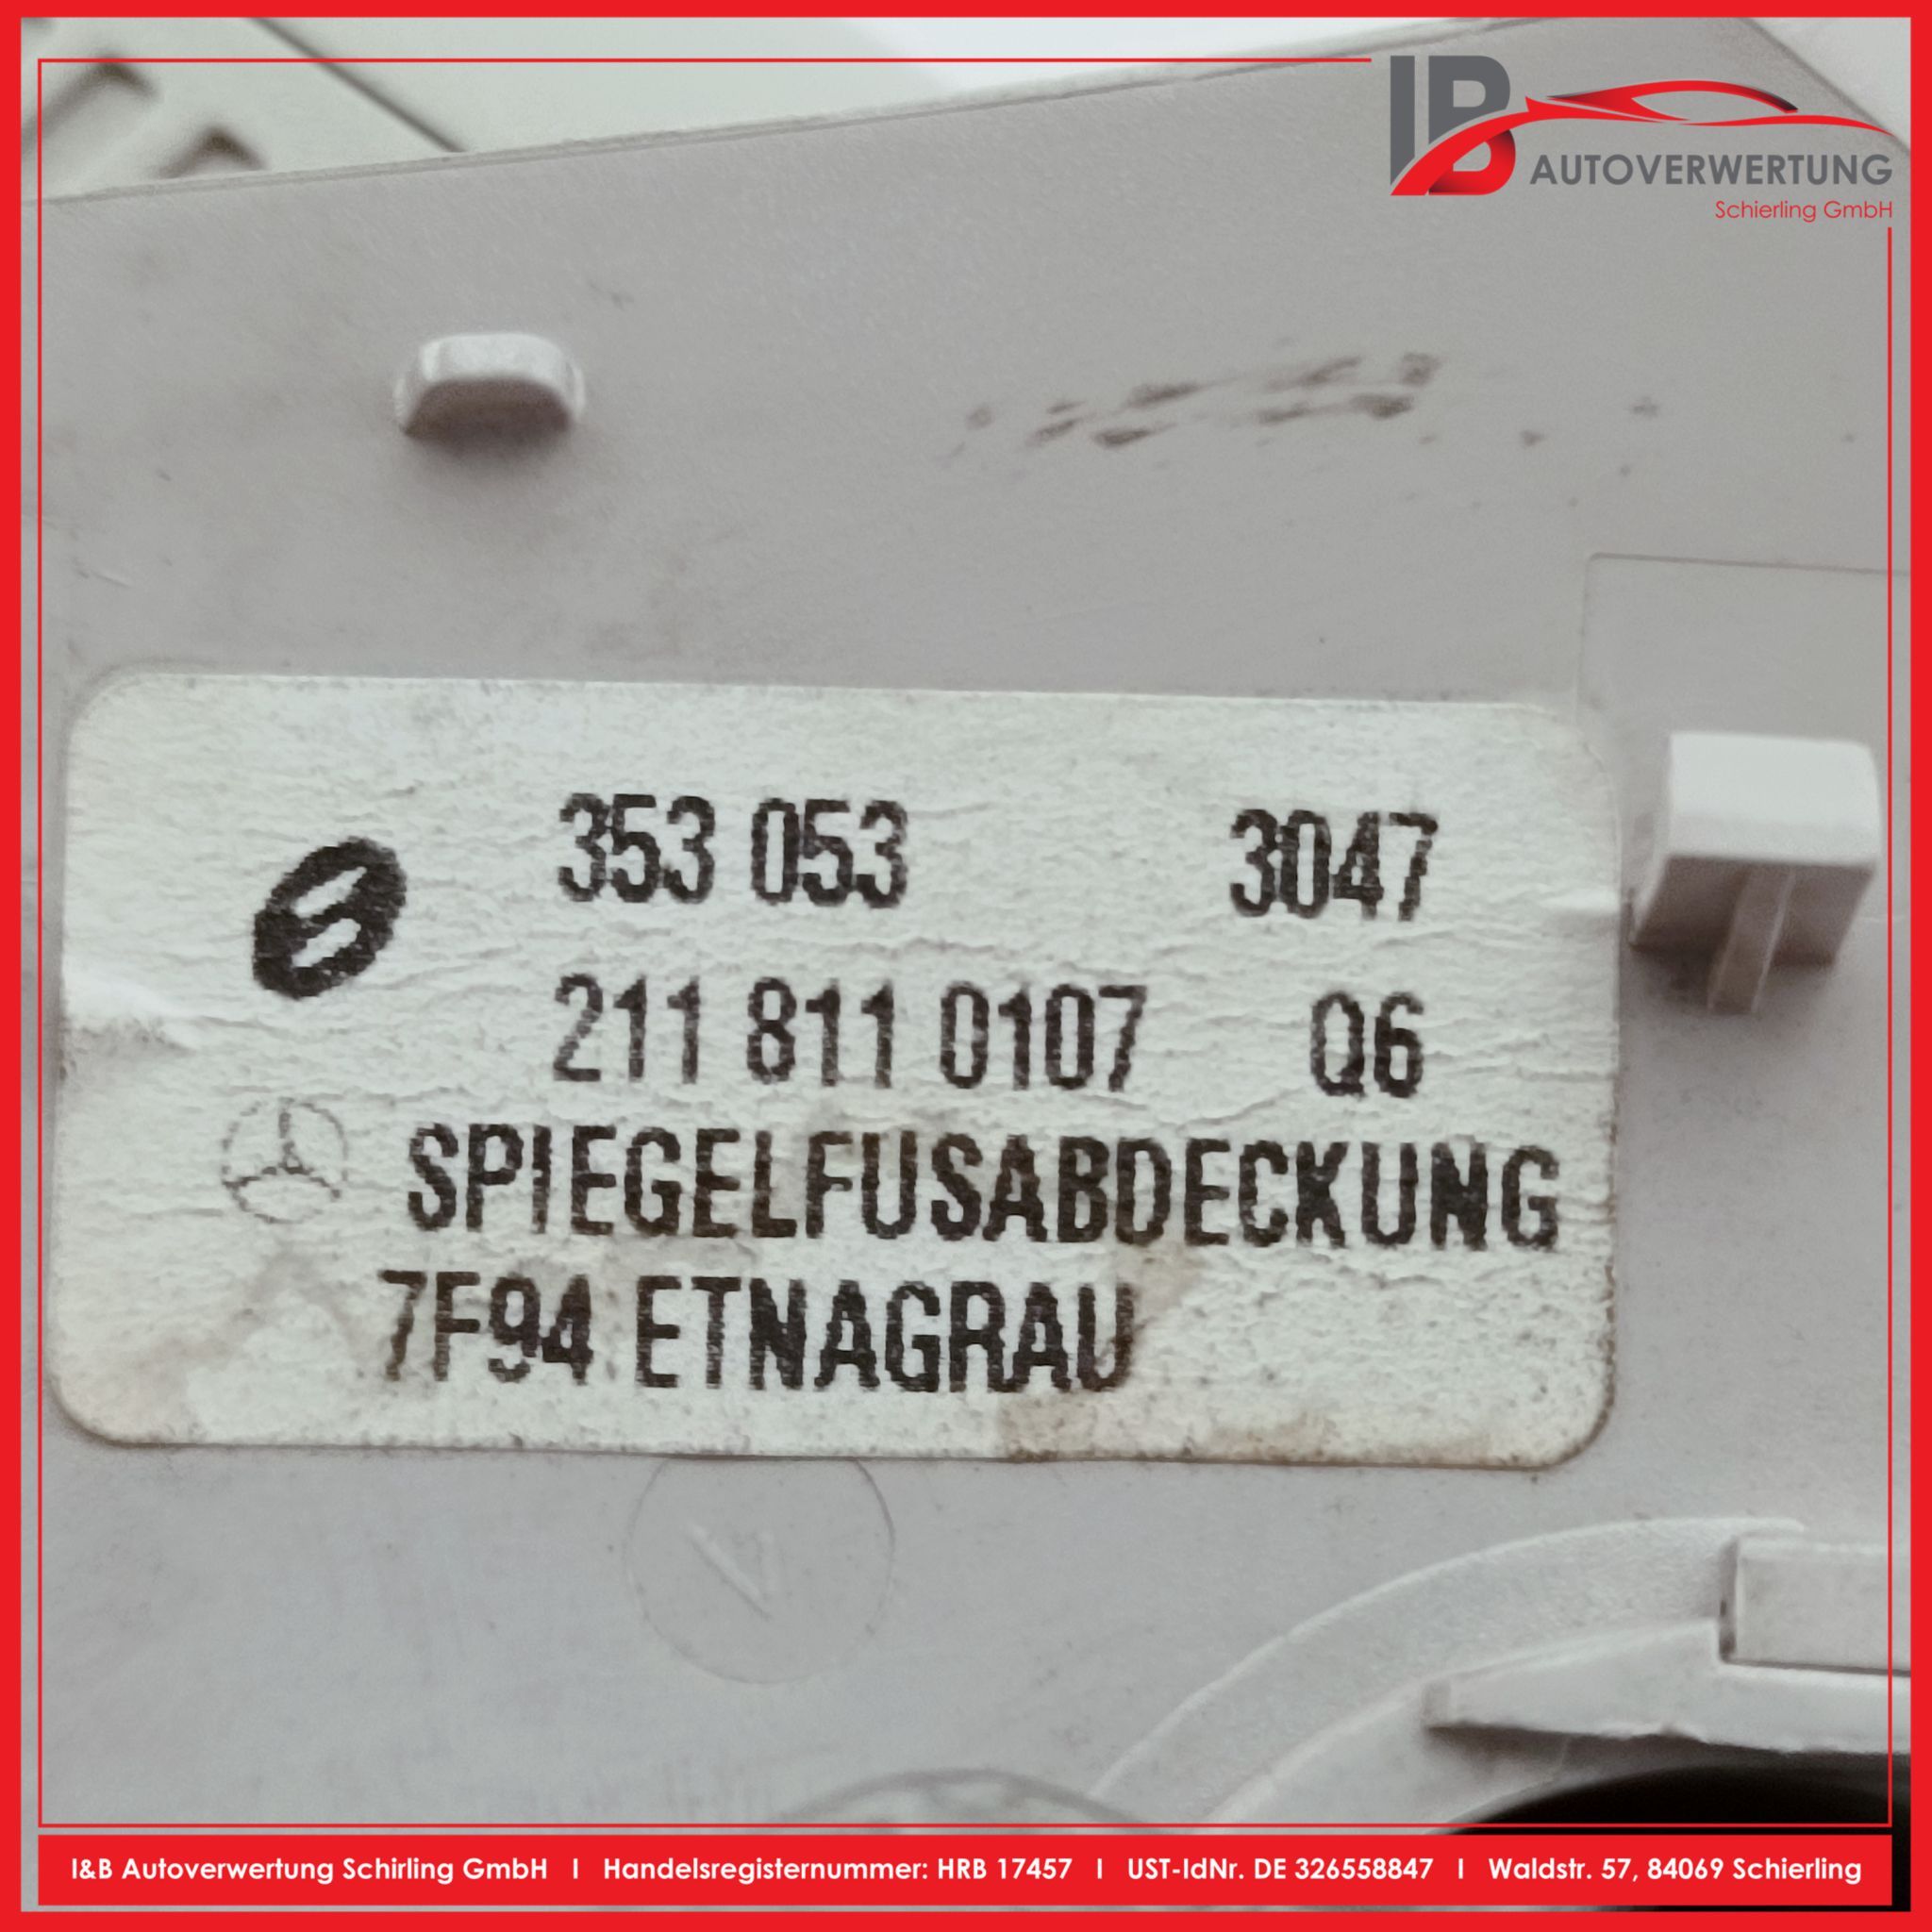 IB
AUTOVERWERTUNG
Schierling GmbH
353 053 3047
211 811 0107 Q6
SPIEGELFUSABDECKUNG
7F94 ETNAGRAU
I&B Autoverwertung Schirling GmbH | Handelsregisternummer: HRB 17457 | UST-IdNr. DE 326558847 | Waldstr. 57, 84069 Schierling